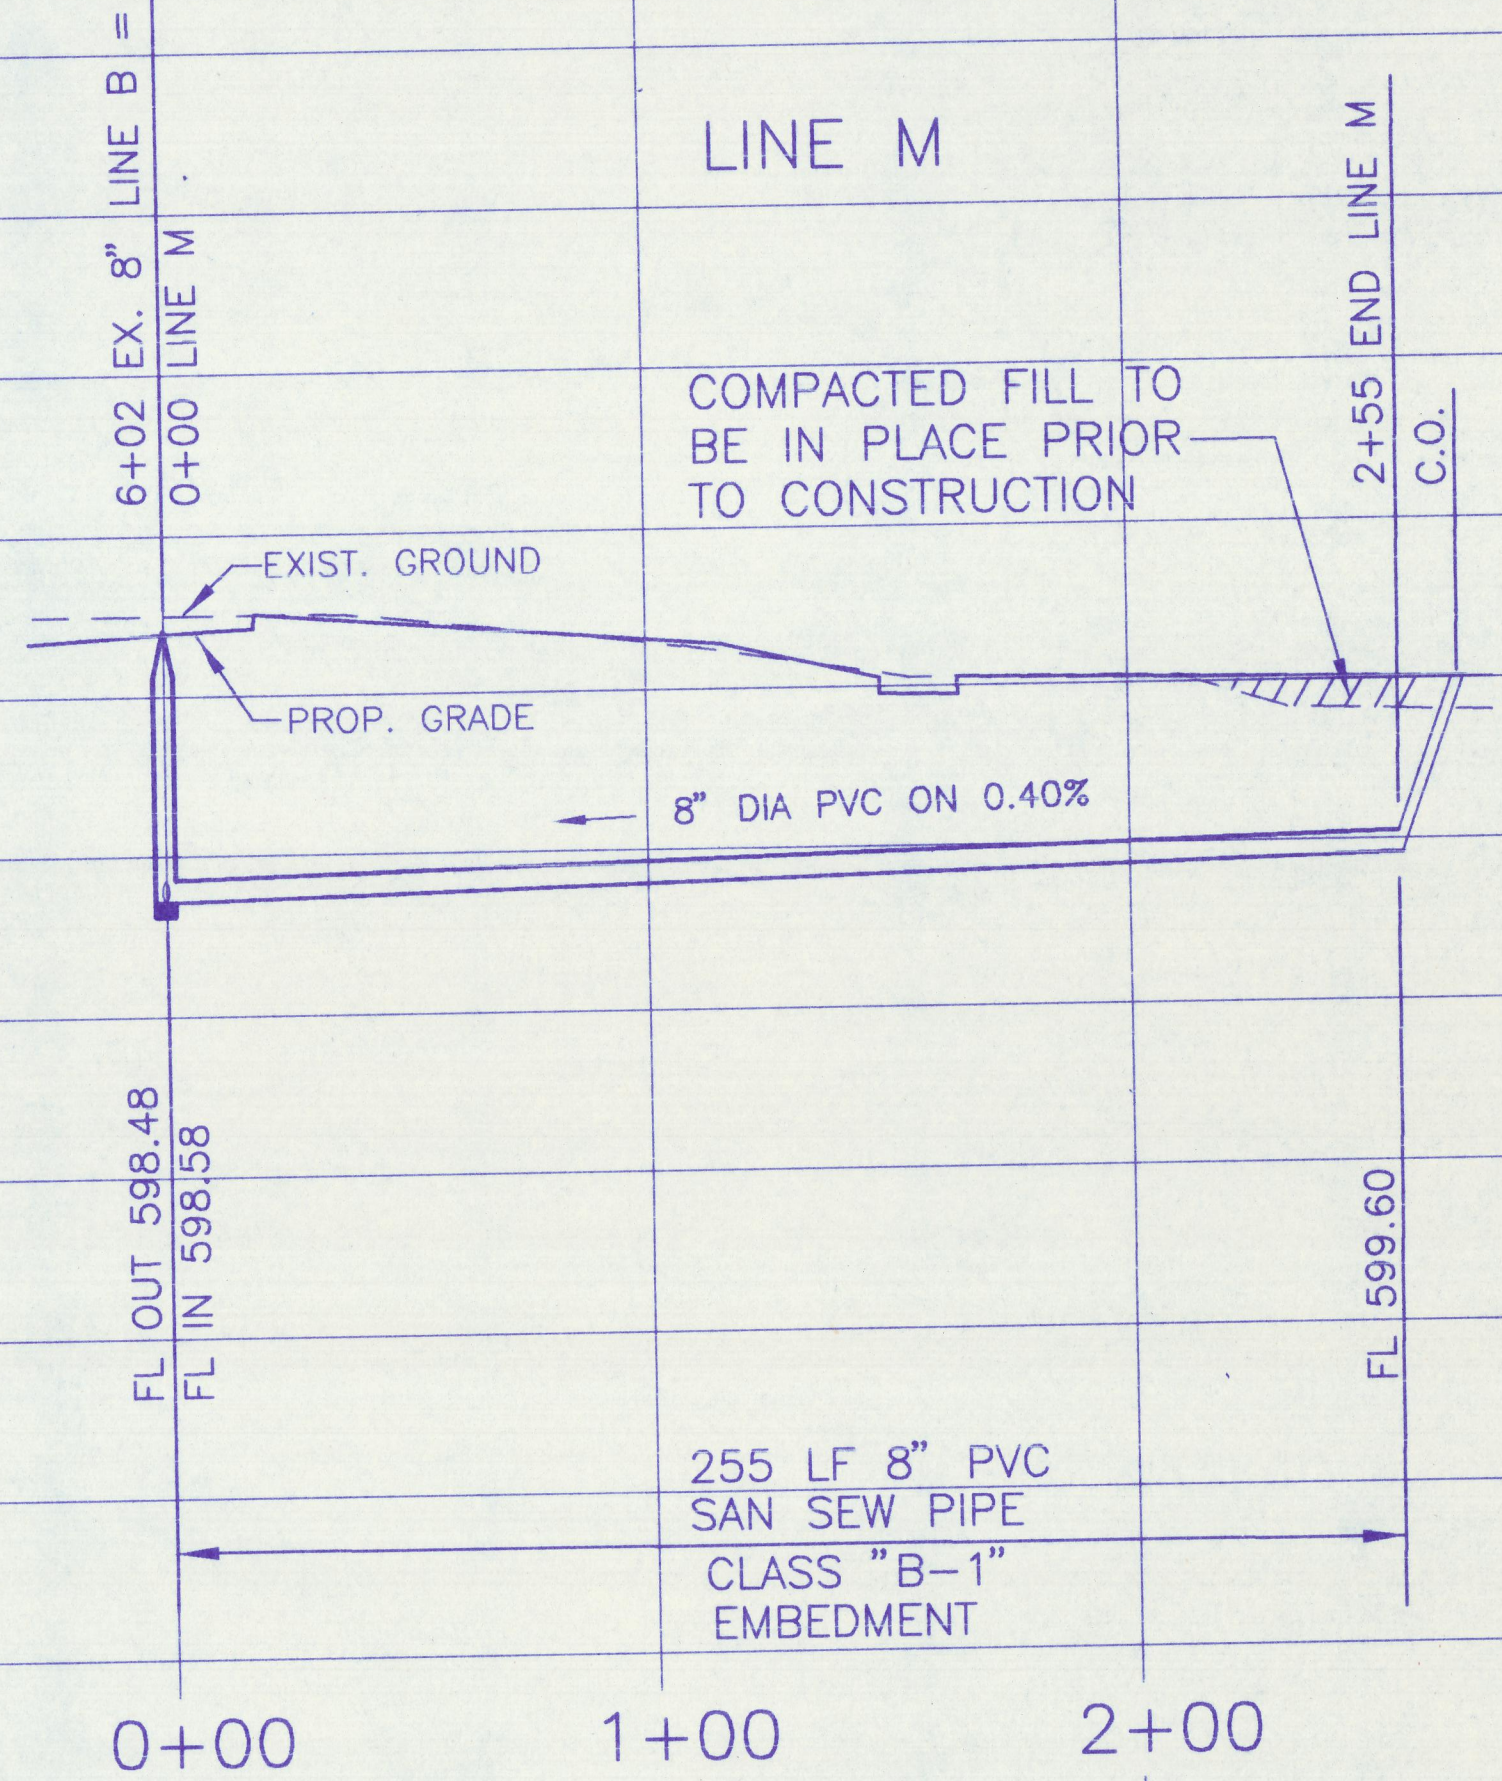 6+02 EX. 8" LINE B =
0+00 LINE M
LINE M
2+55 END LINE M
C.O.
COMPACTED FILL TO
BE IN PLACE PRIOR
TO CONSTRUCTION
EXIST. GROUND
PROP. GRADE
8" DIA PVC ON 0.40%
FL OUT 598.48
FL IN 598.58
FL 599.60
255 LF 8" PVC
SAN SEW PIPE
CLASS "B-1"
EMBEDMENT
0+00
1+00
2+00